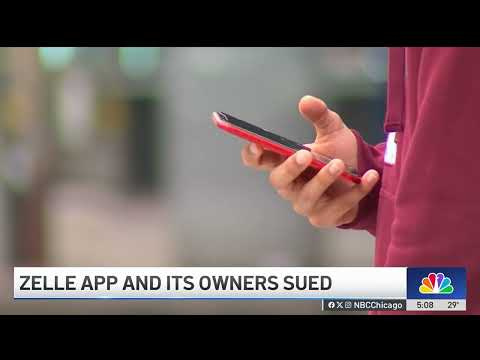 ZELLE APP AND ITS OWNERS SUED
NBCChicago
5:08 29°